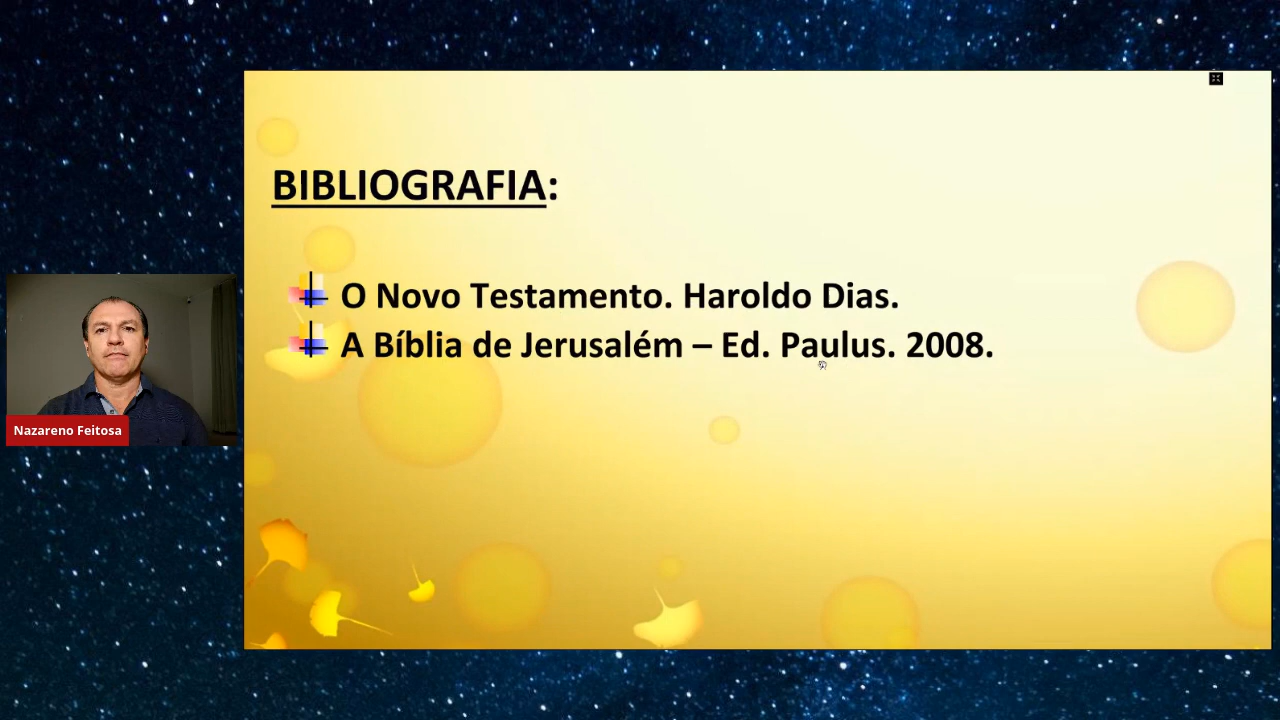 BIBLIOGRAFIA:
O Novo Testamento. Haroldo Dias.
A Bíblia de Jerusalém – Ed. Paulus. 2008.
Nazareno Feitosa